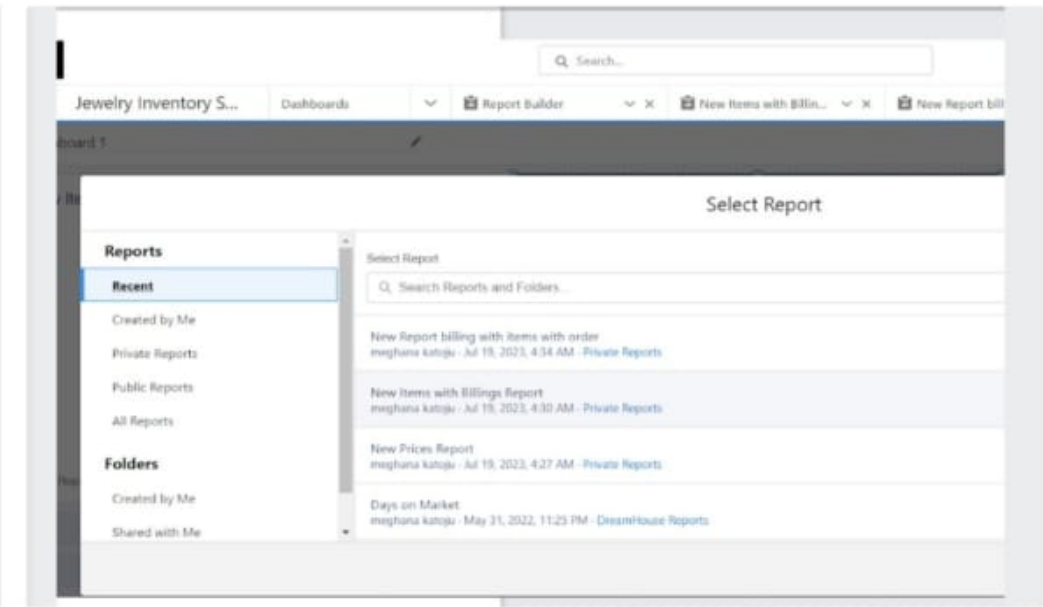 Search...
Jewelry Inventory S...
Dashboards
Report Builder
New Items with Billin...
New Report bill
board 1
Select Report
Reports
Recent
Created by Me
Private Reports
Public Reports
All Reports
Folders
Created by Me
Shared with Me
Select Report
Search Reports and Folders...
New Report billing with items with order
meghana katoju · Jul 19, 2023, 4:34 AM · Private Reports
New Items with Billings Report
meghana katoju · Jul 19, 2023, 4:30 AM · Private Reports
New Prices Report
meghana katoju · Jul 19, 2023, 4:27 AM · Private Reports
Days on Market
meghana katoju · May 31, 2022, 11:25 PM · DreamHouse Reports